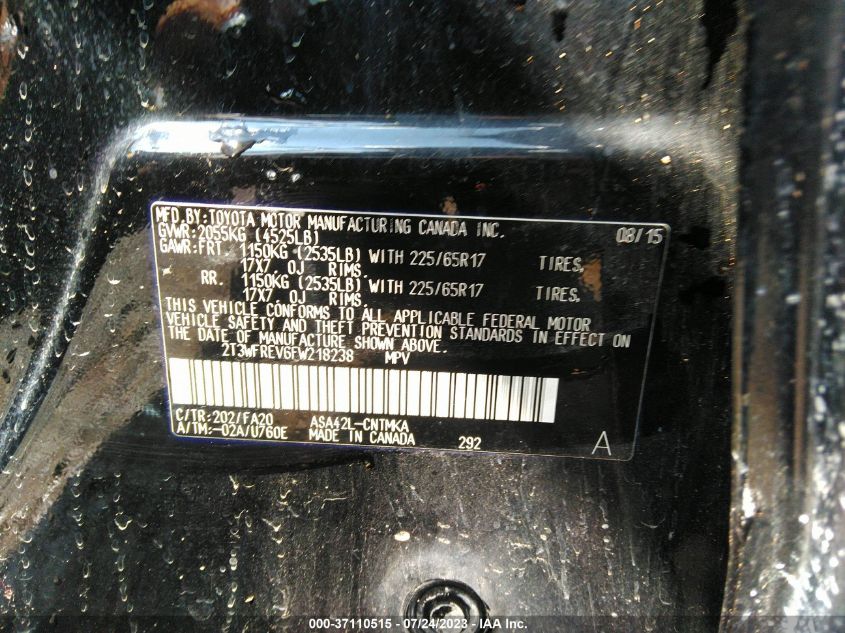 MFD.BY:TOYOTA MOTOR MANUFACTURING CANADA INC. 08/15
GVWR: 2055KG (4525LB)
GAWR:FRT. 1150KG (2535LB) WITH 225/65R17 TIRES,
17X7.0J RIMS.
RR. 1150KG (2535LB) WITH 225/65R17 TIRES,
17X7.0J RIMS.
THIS VEHICLE CONFORMS TO ALL APPLICABLE FEDERAL MOTOR
VEHICLE SAFETY AND THEFT PREVENTION STANDARDS IN EFFECT ON
THE DATE OF MANUFACTURE SHOWN ABOVE.
2T3WFREV6FW218238 MPV
C/TR:202/FA20 ASA42L-CNTMKA
A/TM:-02A/U760E MADE IN CANADA 292 A
000-37110515 - 07/24/2023 - IAA Inc.